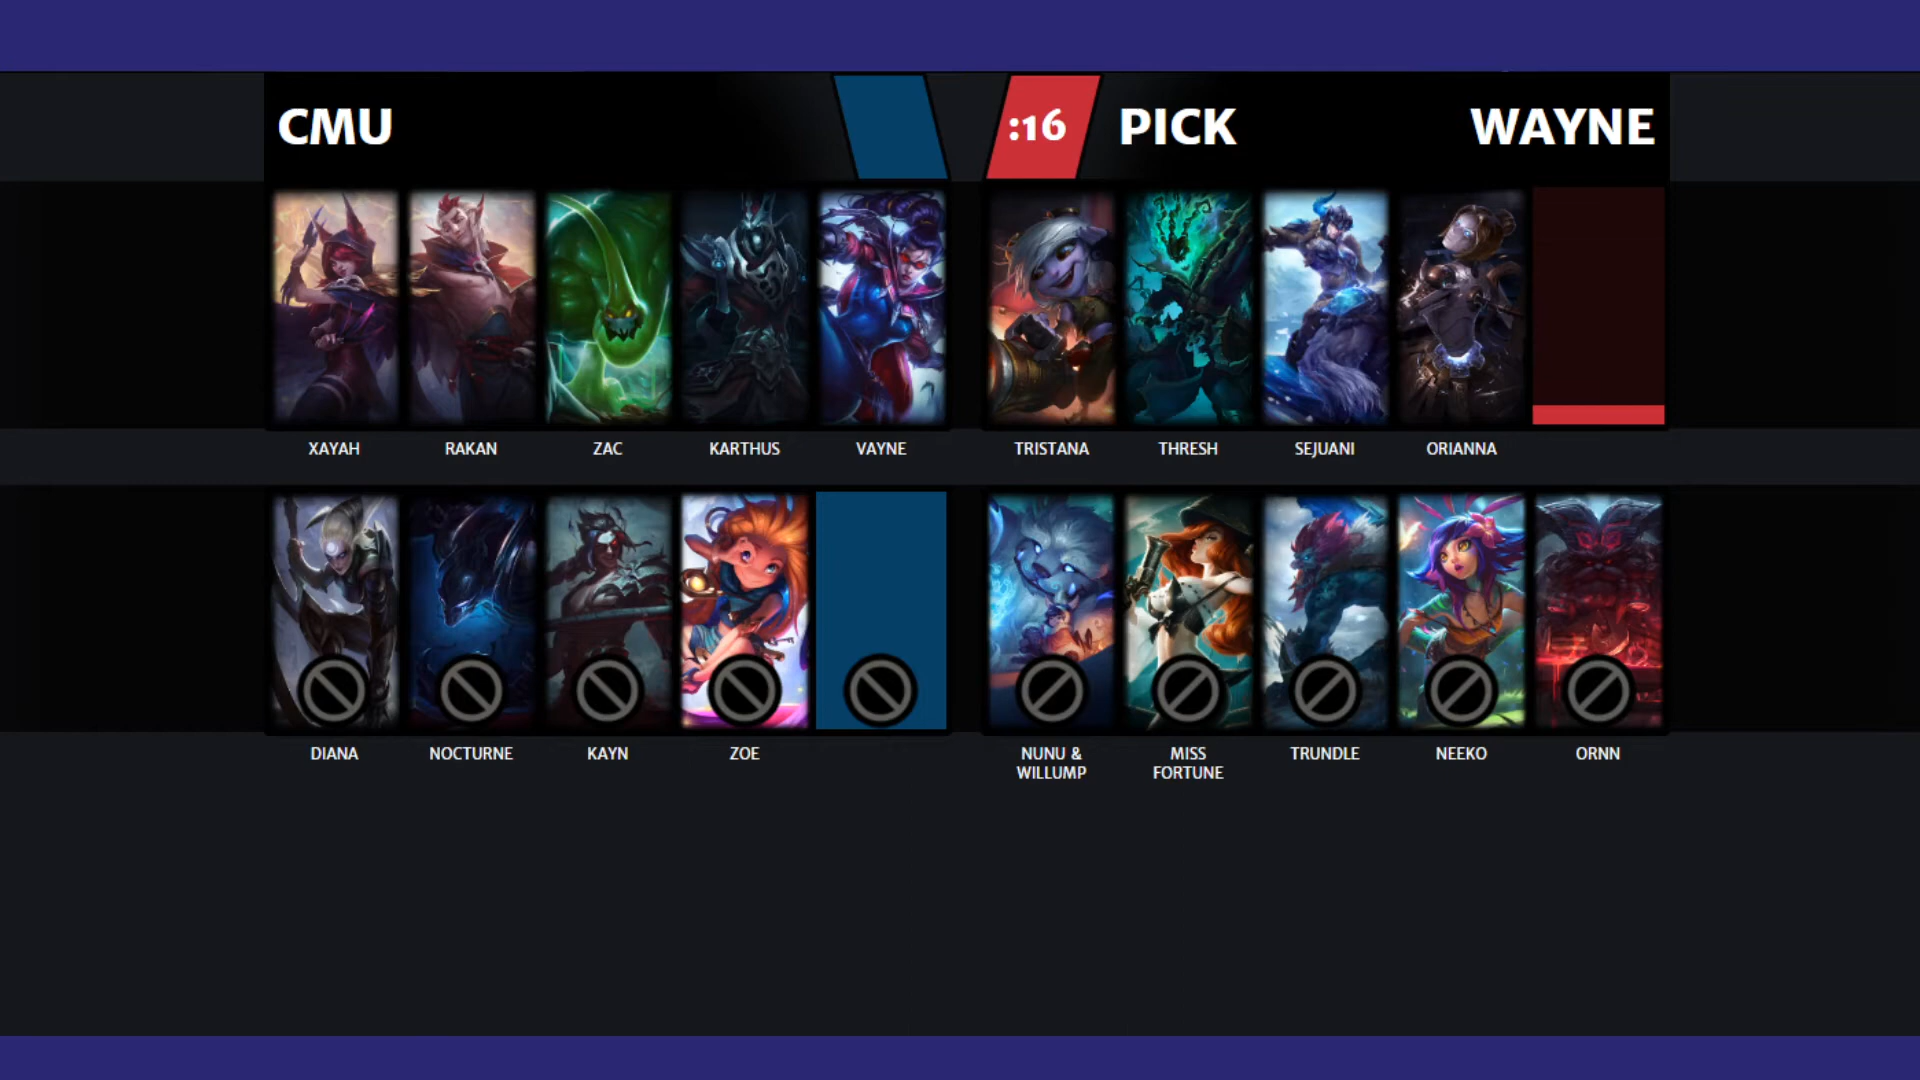 CMU
:16 PICK WAYNE
XAYAH RAKAN ZAC KARTHUS VAYNE TRISTANA THRESH SEJUANI ORIANNA
DIANA NOCTURNE KAYN ZOE NUNU & MISS TRUNDLE NEEKO ORNN
WILLUMP FORTUNE